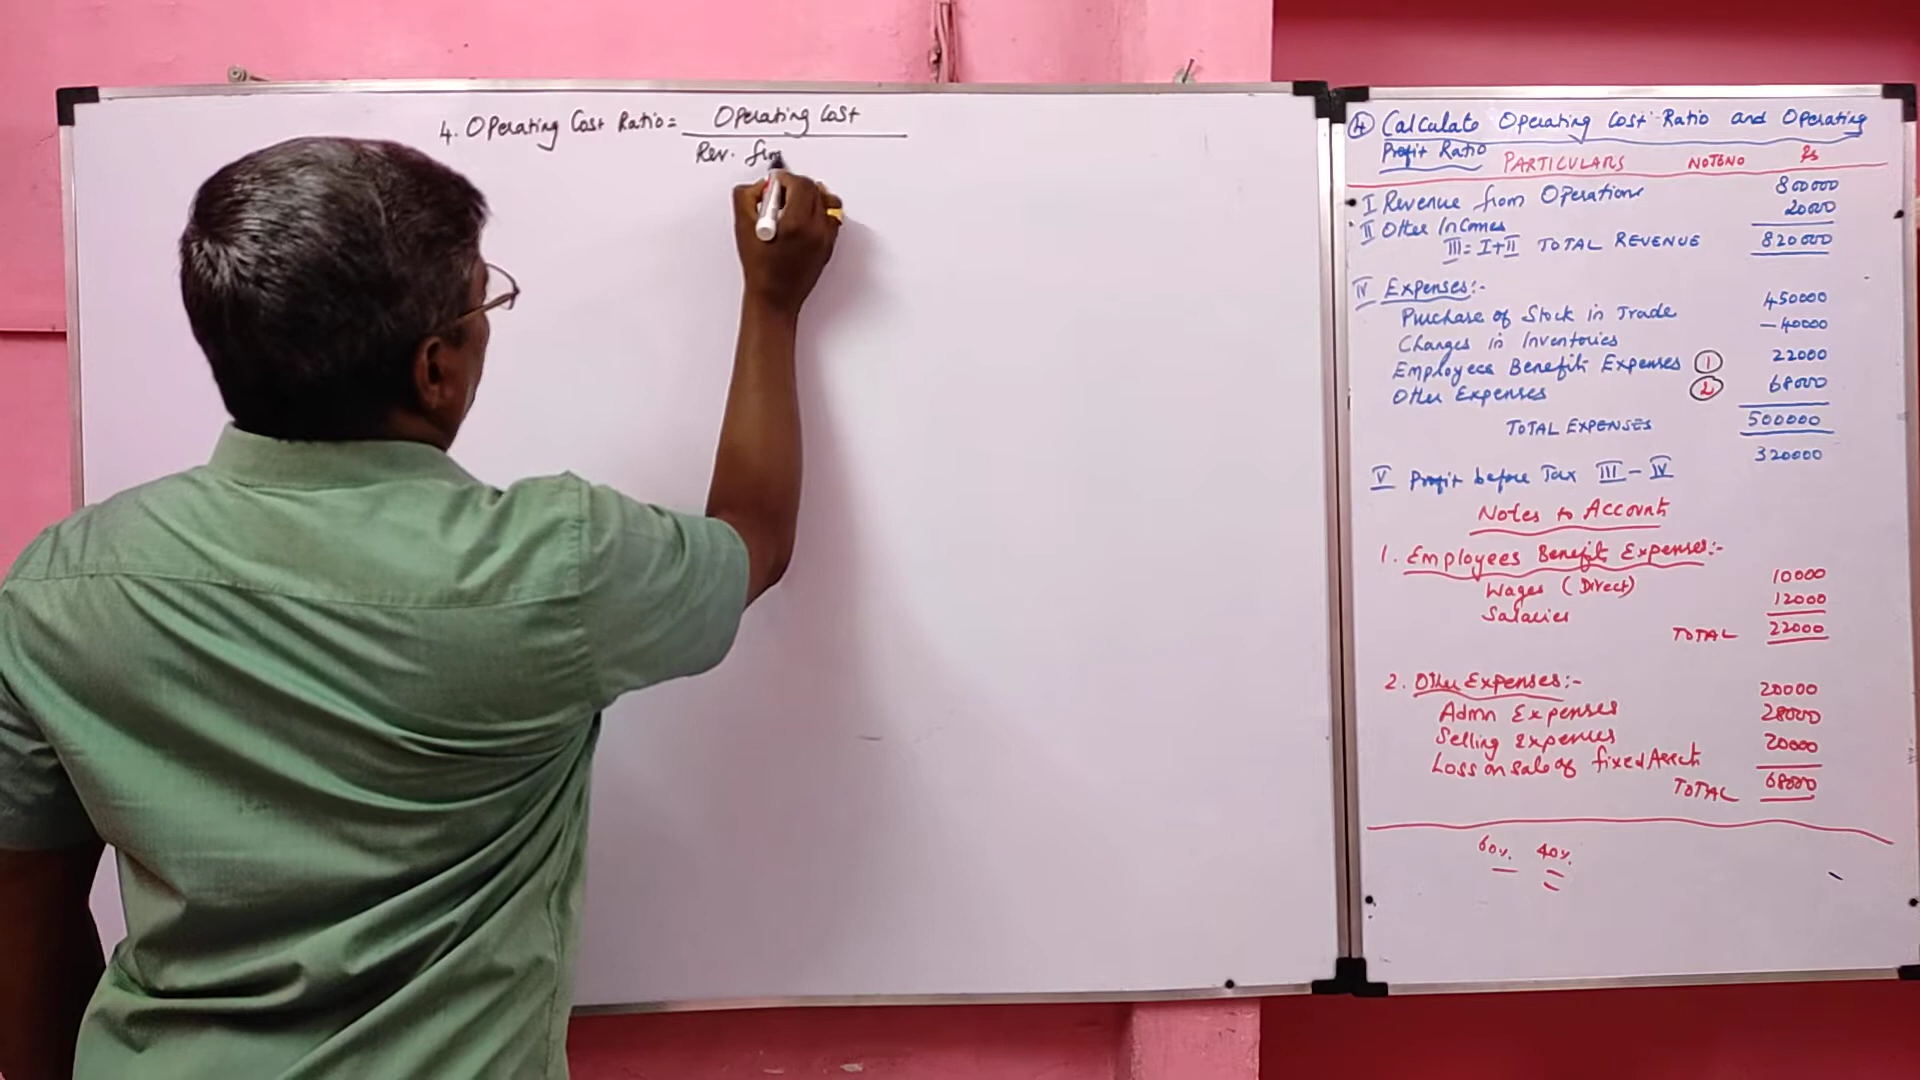 4. Operating Cost Ratio = Operating Cost
Rev. from
④ Calculate Operating Cost Ratio and Operating
Profit Ratio
PARTICULARS NOTE NO Rs
I Revenue from Operations 800000
II Other Incomes 20000
III = I+II TOTAL REVENUE 820000
IV Expenses:-
Purchase of Stock in Trade 450000
Changes in Inventories -40000
Employees Benefit Expenses ① 22000
Other Expenses ② 68000
TOTAL EXPENSES 500000
V Profit before Tax III - IV 320000
Notes to Accounts
1. Employees Benefit Expenses:-
Wages (Direct) 10000
Salaries 12000
TOTAL 22000
2. Other Expenses:-
Admn Expenses 20000
Selling Expenses 28000
Loss on sale of fixed Assets 20000
TOTAL 68000
60%. 40%.